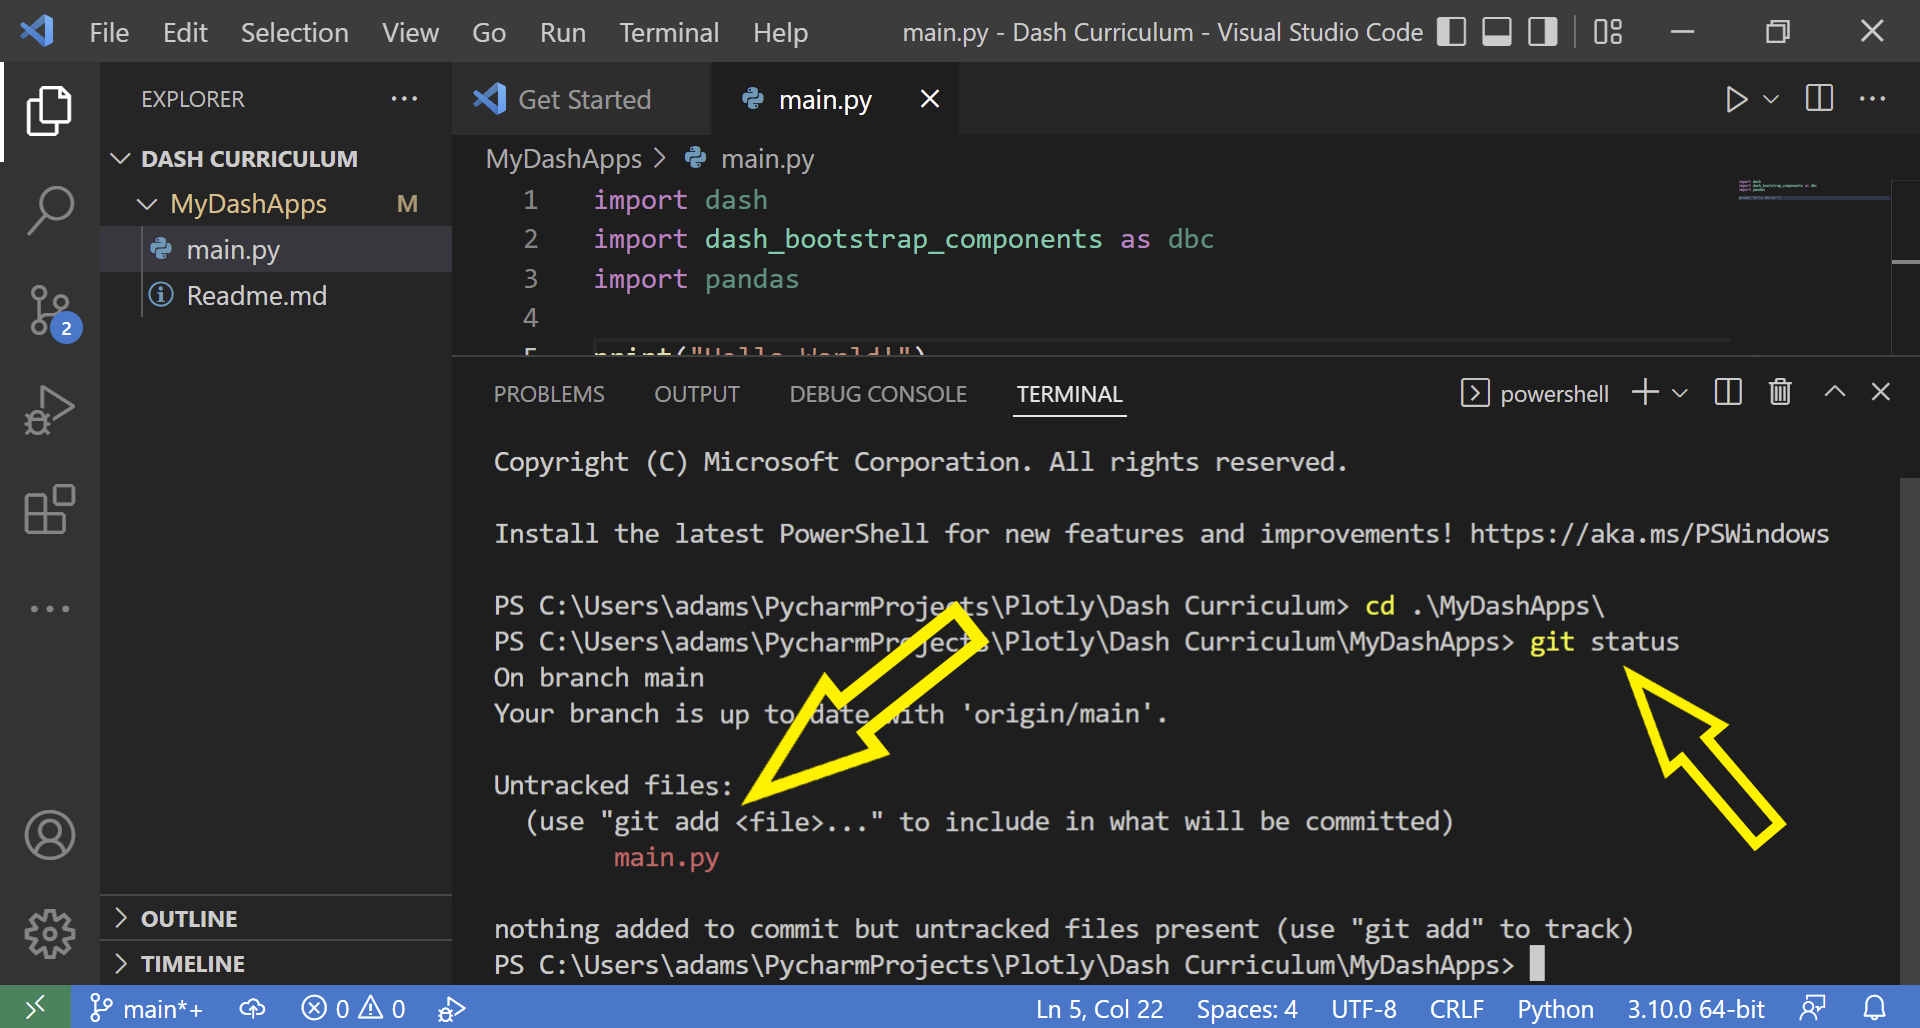 File Edit Selection View Go Run Terminal Help main.py - Dash Curriculum - Visual Studio Code
EXPLORER
DASH CURRICULUM
MyDashApps M
main.py
Readme.md
2
OUTLINE
TIMELINE
Get Started main.py
MyDashApps > main.py
1 import dash
2 import dash_bootstrap_components as dbc
3 import pandas
4
5 print("Hello World!")
PROBLEMS OUTPUT DEBUG CONSOLE TERMINAL powershell
Copyright (C) Microsoft Corporation. All rights reserved.
Install the latest PowerShell for new features and improvements! https://aka.ms/PSWindows
PS C:\Users\adams\PycharmProjects\Plotly\Dash Curriculum> cd .\MyDashApps\
PS C:\Users\adams\PycharmProjects\Plotly\Dash Curriculum\MyDashApps> git status
On branch main
Your branch is up to date with 'origin/main'.
Untracked files:
(use "git add <file>..." to include in what will be committed)
main.py
nothing added to commit but untracked files present (use "git add" to track)
PS C:\Users\adams\PycharmProjects\Plotly\Dash Curriculum\MyDashApps>
main*+ 0 0 Ln 5, Col 22 Spaces: 4 UTF-8 CRLF Python 3.10.0 64-bit